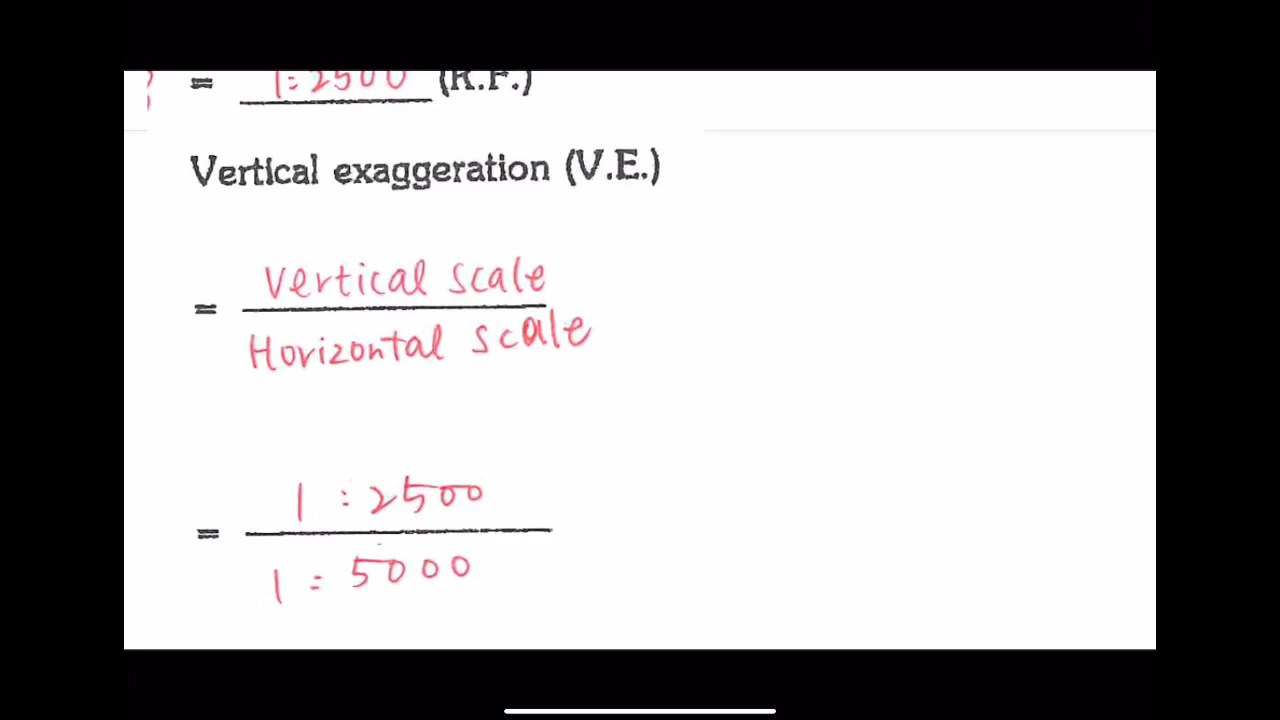 = 1:2500 (R.F.)
Vertical exaggeration (V.E.)
Vertical scale
=
Horizontal scale
1 : 2500
=
1 : 5000